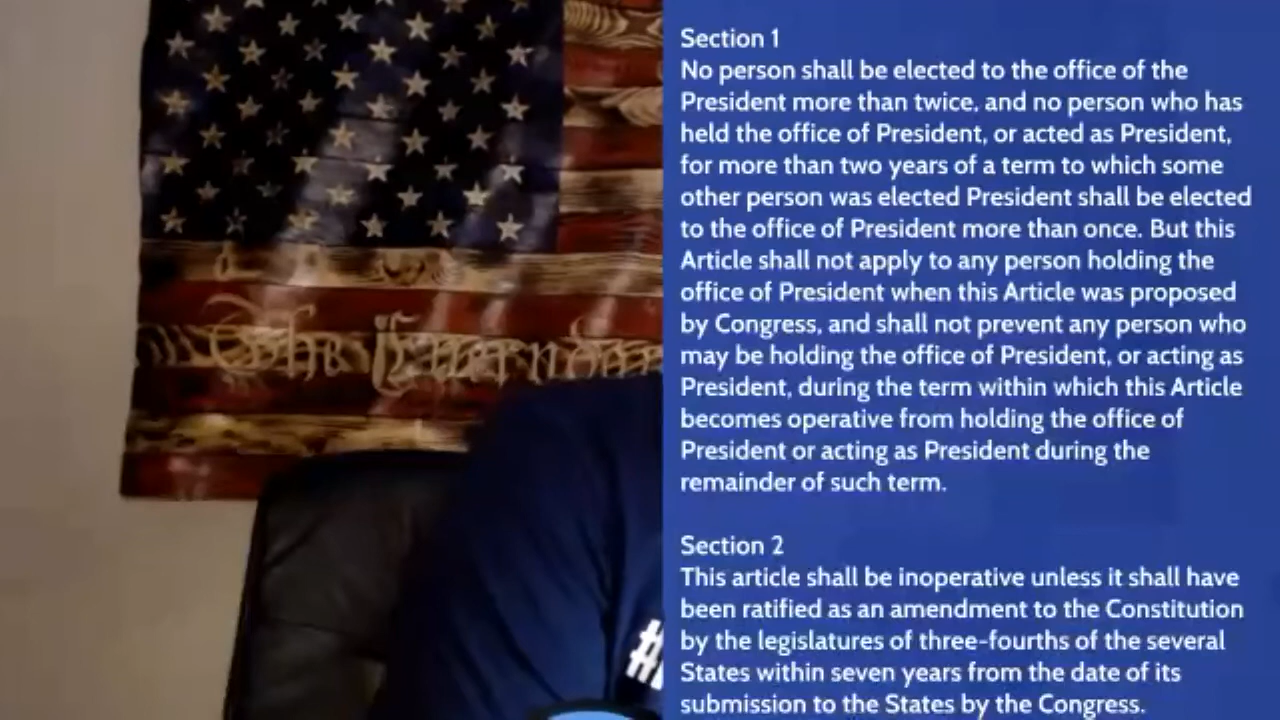 Section 1
No person shall be elected to the office of the
President more than twice, and no person who has
held the office of President, or acted as President,
for more than two years of a term to which some
other person was elected President shall be elected
to the office of President more than once. But this
Article shall not apply to any person holding the
office of President when this Article was proposed
by Congress, and shall not prevent any person who
may be holding the office of President, or acting as
President, during the term within which this Article
becomes operative from holding the office of
President or acting as President during the
remainder of such term.
Section 2
This article shall be inoperative unless it shall have
been ratified as an amendment to the Constitution
by the legislatures of three-fourths of the several
States within seven years from the date of its
submission to the States by the Congress.